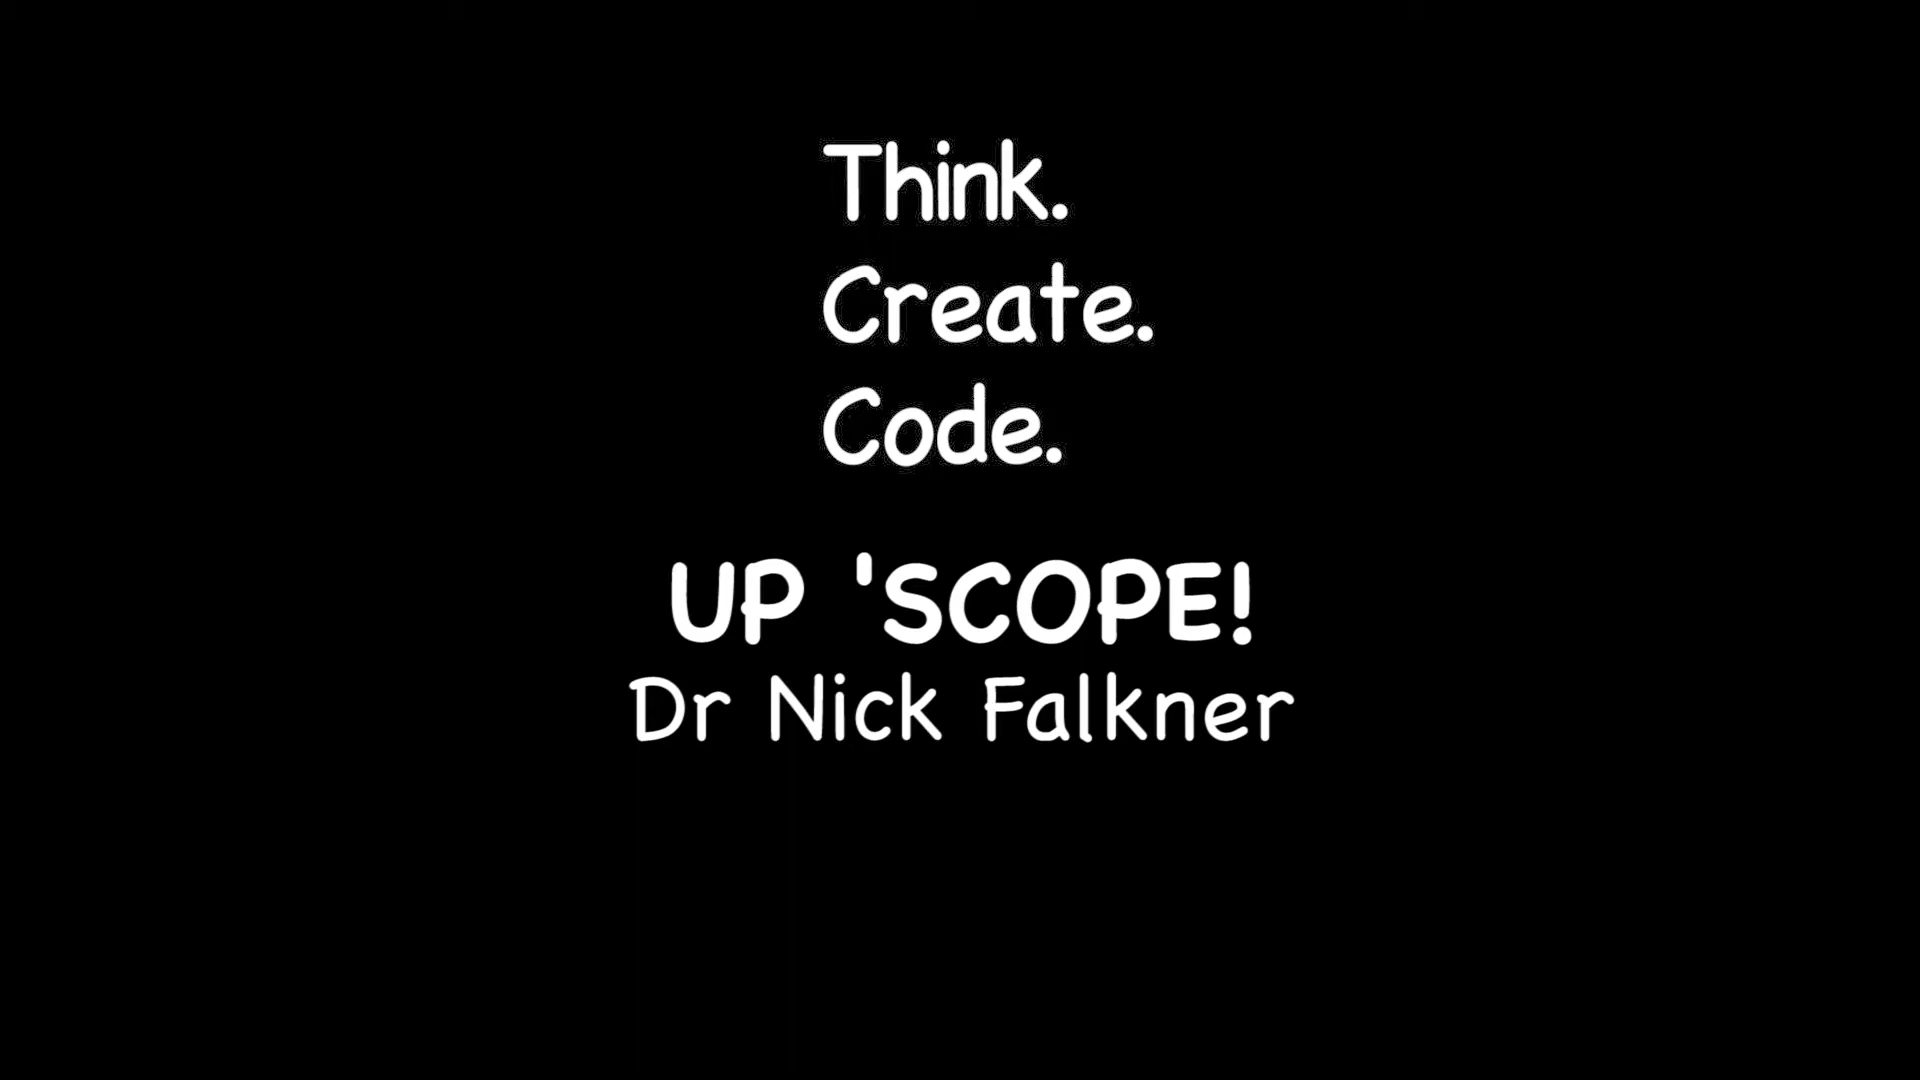 Think.
Create.
Code.
UP 'SCOPE!
Dr Nick Falkner